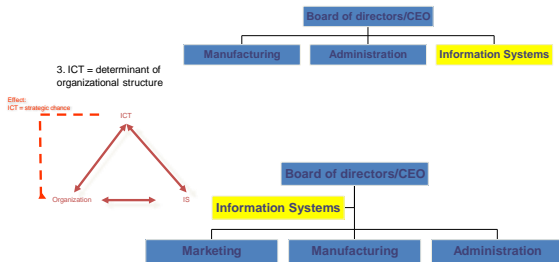 Board of directors/CEO
Manufacturing
Administration
Information Systems
3. ICT = determinant of
organizational structure
Effect:
ICT = strategic chance
ICT
Organization
IS
Board of directors/CEO
Information Systems
Marketing
Manufacturing
Administration